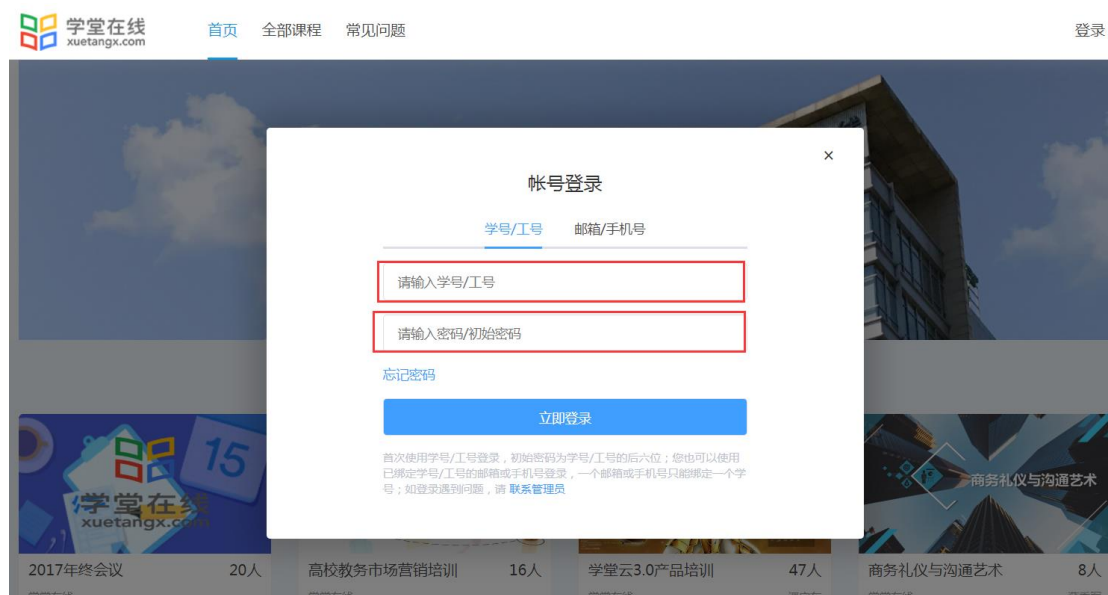 学堂在线
xuetangx.com
首页 全部课程 常见问题 登录
×
帐号登录
学号/工号 邮箱/手机号
请输入学号/工号
请输入密码/初始密码
忘记密码
立即登录
首次使用学号/工号登录，初始密码为学号/工号的后六位；您也可以使用
已绑定学号/工号的邮箱或手机号登录，一个邮箱或手机号只能绑定一个学
号；如登录遇到问题，请 联系管理员
15
学堂在线
xuetangx.com
商务礼仪与沟通艺术
2017年终会议 20人
高校教务市场营销培训 16人
学堂云3.0产品培训 47人
商务礼仪与沟通艺术 8人